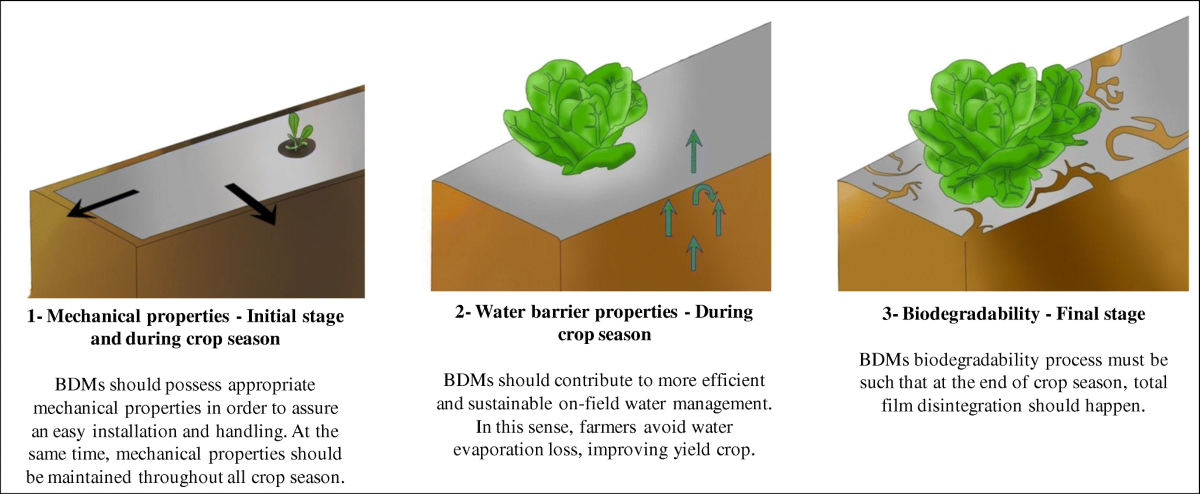 1- Mechanical properties - Initial stage
and during crop season
BDMs should possess appropriate
mechanical properties in order to assure
an easy installation and handling. At the
same time, mechanical properties should
be maintained throughout all crop season.
2- Water barrier properties - During
crop season
BDMs should contribute to more efficient
and sustainable on-field water management.
In this sense, farmers avoid water
evaporation loss, improving yield crop.
3- Biodegradability - Final stage
BDMs biodegradability process must be
such that at the end of crop season, total
film disintegration should happen.